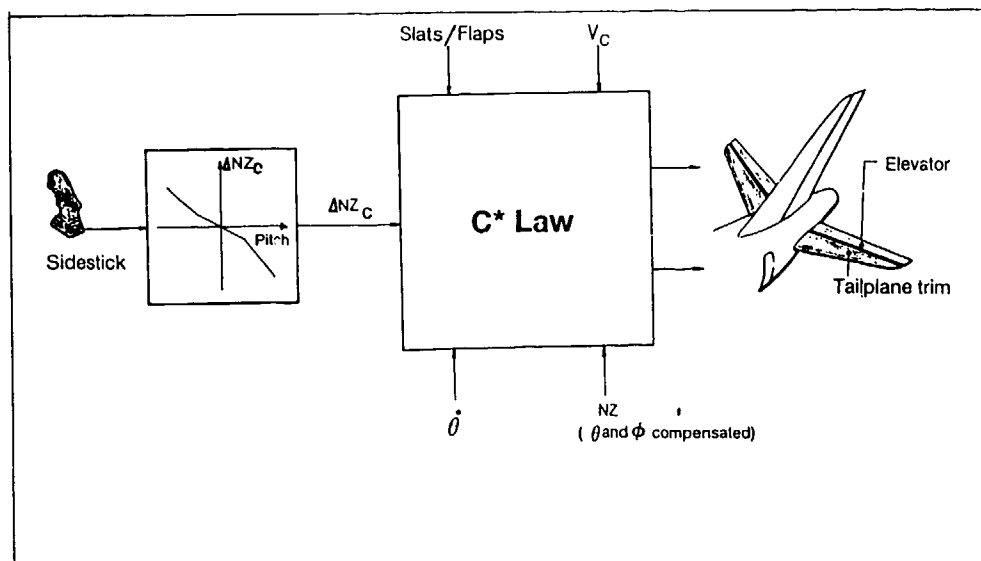 Slats/Flaps
V_C
ΔNZ_C
Pitch
ΔNZ_C
Sidestick
C* Law
Elevator
Tailplane trim
θ̇
NZ
( θ and ϕ compensated)